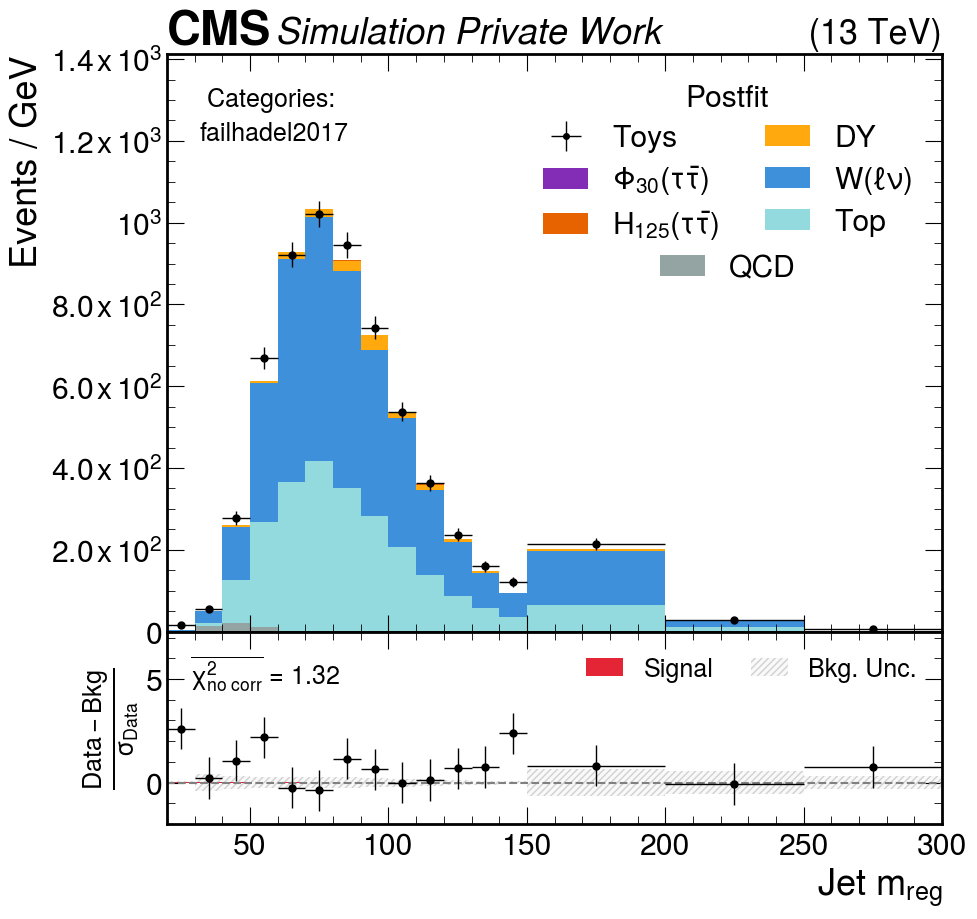 CMS Simulation Private Work (13 TeV)
Events / GeV
1.4 x 10³
1.2 x 10³
10³
8.0 x 10²
6.0 x 10²
4.0 x 10²
2.0 x 10²
0
Categories:
failhadel2017
Postfit
Toys
Φ₃₀(ττ̄)
H₁₂₅(ττ̄)
DY
W(ℓν)
Top
QCD
Data – Bkg
σ_Data
5
0
χ²_no corr = 1.32
Signal
Bkg. Unc.
50 100 150 200 250 300
Jet m_reg